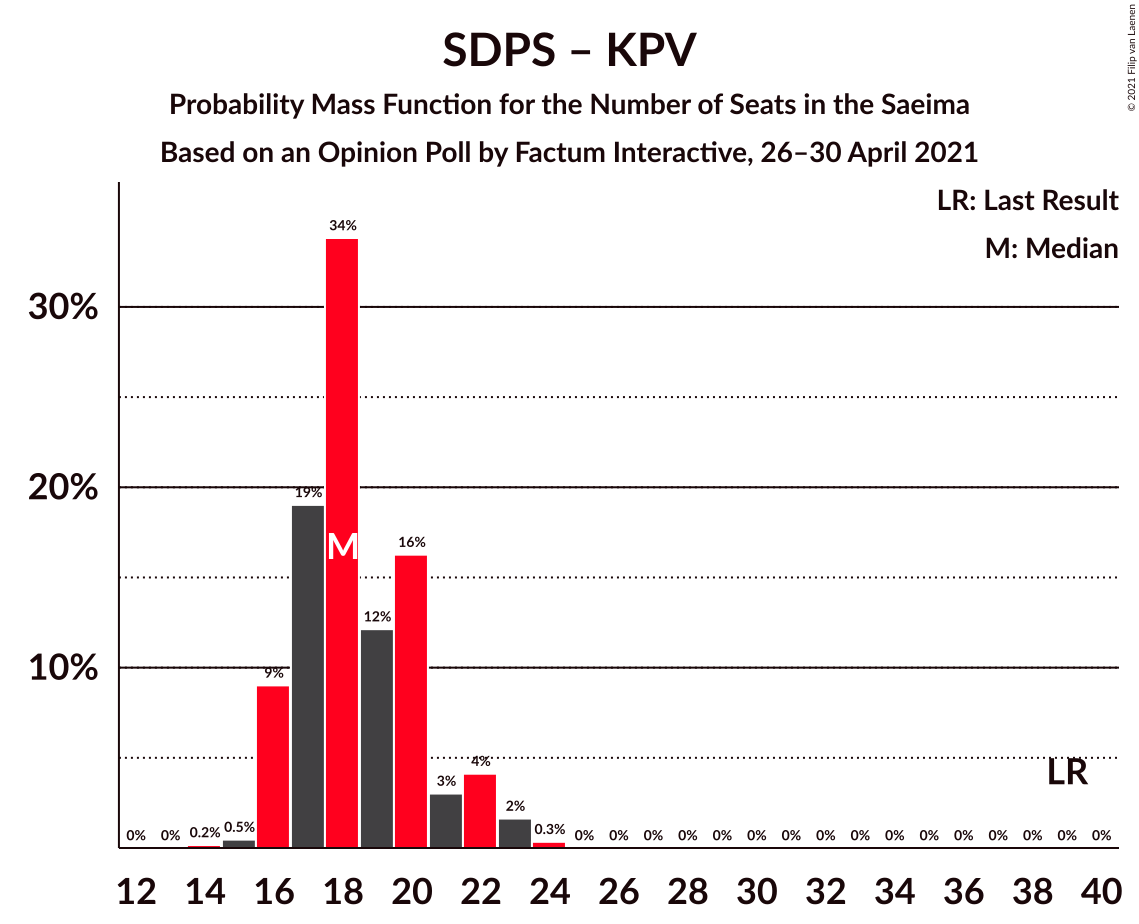 SDPS – KPV
Probability Mass Function for the Number of Seats in the Saeima
Based on an Opinion Poll by Factum Interactive, 26–30 April 2021
© 2021 Filip van Laenen
LR: Last Result
M: Median
34%
30%
20%
19%
M
16%
12%
10%
9%
LR
4%
3%
2%
0% 0% 0.2% 0.5% 0.3% 0% 0% 0% 0% 0% 0% 0% 0% 0% 0% 0% 0% 0% 0% 0% 0%
12 14 16 18 20 22 24 26 28 30 32 34 36 38 40